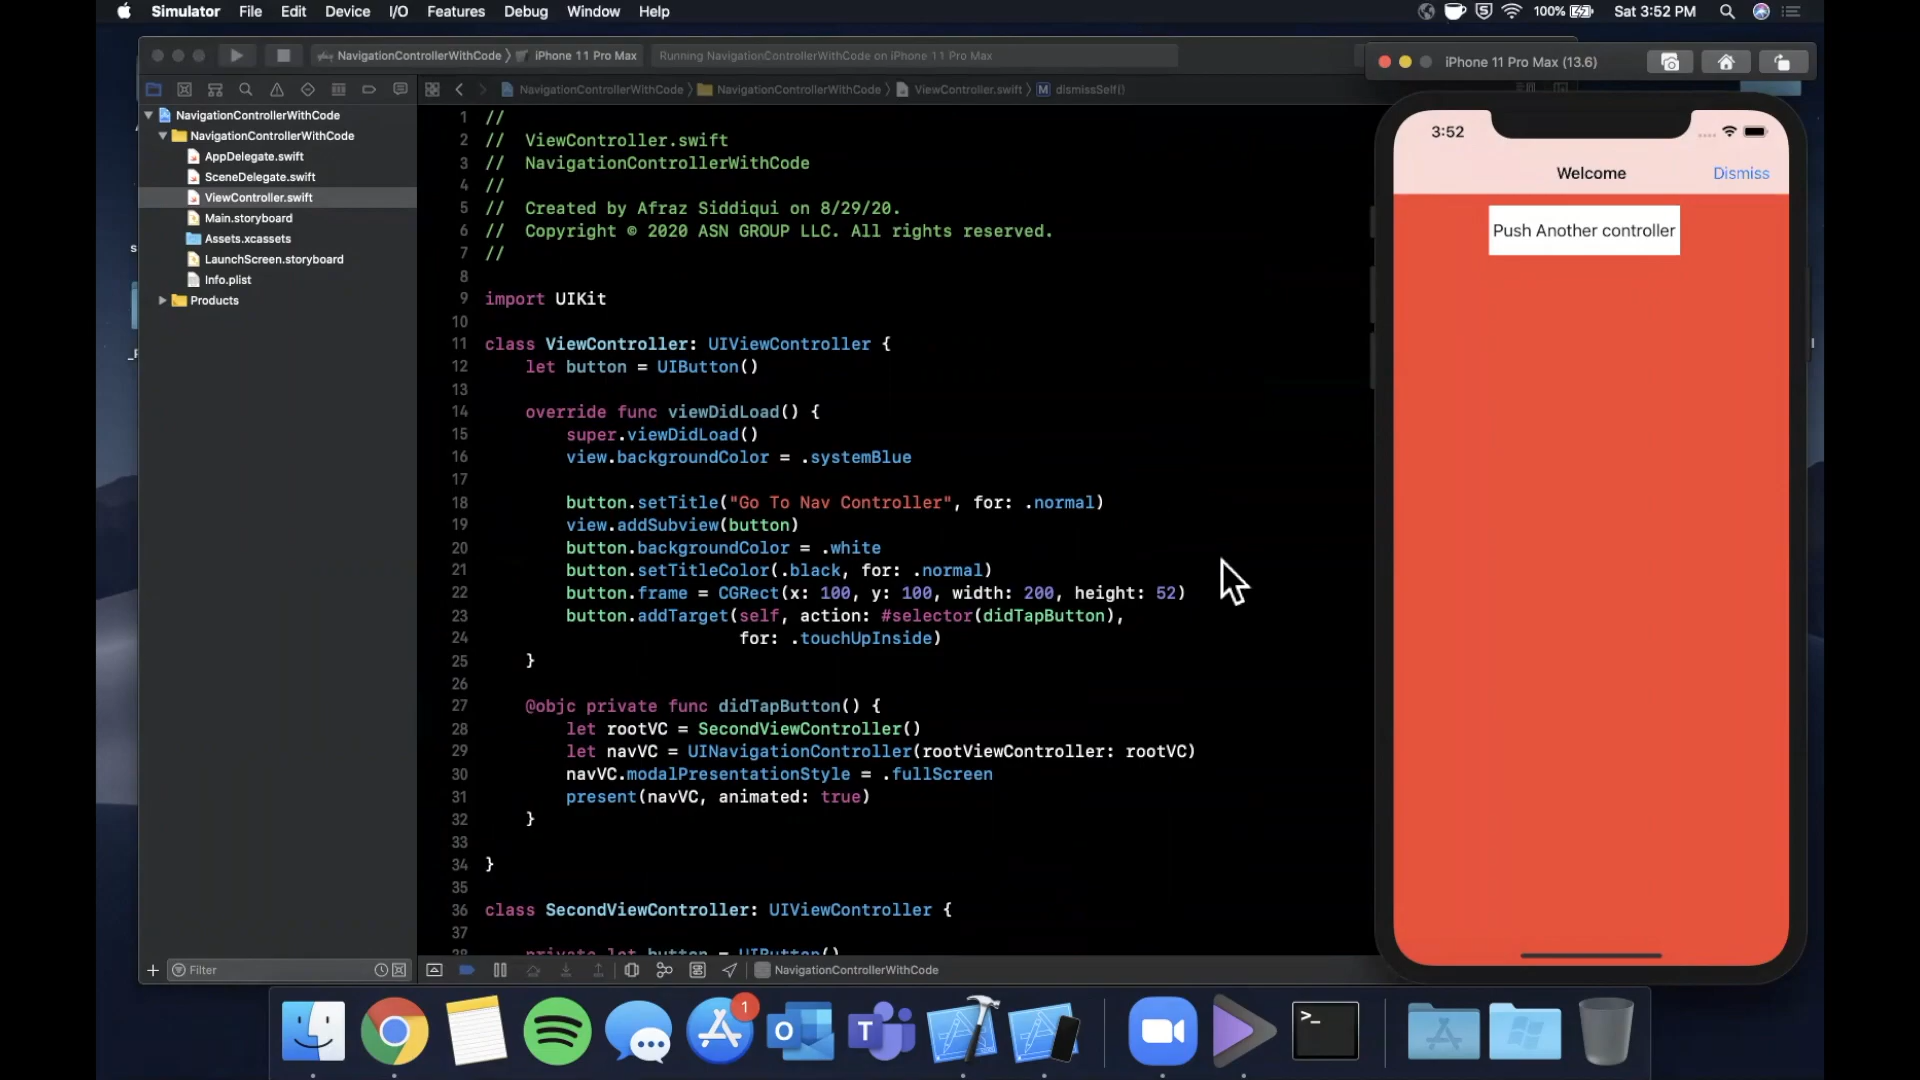 Simulator File Edit Device I/O Features Debug Window Help
100% Sat 3:52 PM
NavigationControllerWithCode iPhone 11 Pro Max
Running NavigationControllerWithCode on iPhone 11 Pro Max
iPhone 11 Pro Max (13.6)
NavigationControllerWithCode NavigationControllerWithCode ViewController.swift M dismissSelf()
NavigationControllerWithCode
NavigationControllerWithCode
AppDelegate.swift
SceneDelegate.swift
ViewController.swift
Main.storyboard
Assets.xcassets
LaunchScreen.storyboard
Info.plist
Products
Filter
1 //
2 // ViewController.swift
3 // NavigationControllerWithCode
4 //
5 // Created by Afraz Siddiqui on 8/29/20.
6 // Copyright © 2020 ASN GROUP LLC. All rights reserved.
7 //
8
9 import UIKit
10
11 class ViewController: UIViewController {
12 let button = UIButton()
13
14 override func viewDidLoad() {
15 super.viewDidLoad()
16 view.backgroundColor = .systemBlue
17
18 button.setTitle("Go To Nav Controller", for: .normal)
19 view.addSubview(button)
20 button.backgroundColor = .white
21 button.setTitleColor(.black, for: .normal)
22 button.frame = CGRect(x: 100, y: 100, width: 200, height: 52)
23 button.addTarget(self, action: #selector(didTapButton),
24 for: .touchUpInside)
25 }
26
27 @objc private func didTapButton() {
28 let rootVC = SecondViewController()
29 let navVC = UINavigationController(rootViewController: rootVC)
30 navVC.modalPresentationStyle = .fullScreen
31 present(navVC, animated: true)
32 }
33
34 }
35
36 class SecondViewController: UIViewController {
37
38 private let button = UIButton()
NavigationControllerWithCode
3:52
Welcome Dismiss
Push Another controller
1